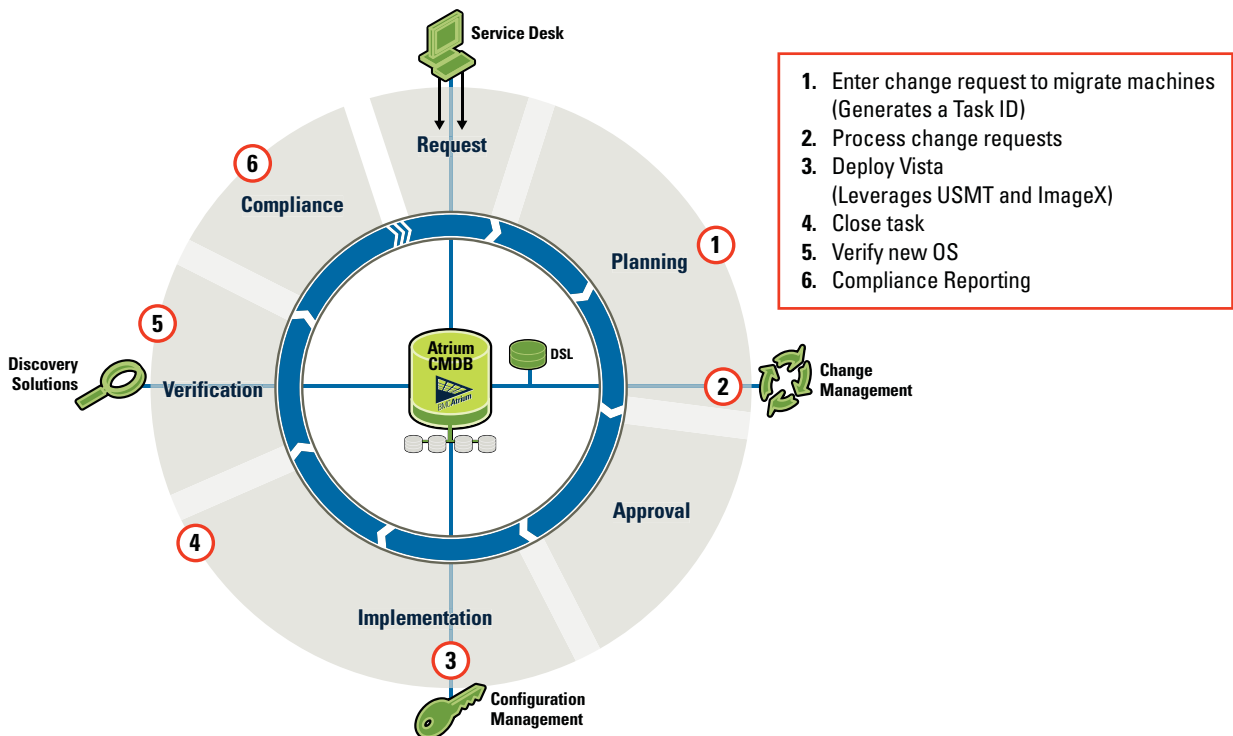 Service Desk
1. Enter change request to migrate machines
(Generates a Task ID)
2. Process change requests
3. Deploy Vista
(Leverages USMT and ImageX)
4. Close task
5. Verify new OS
6. Compliance Reporting
Request
6
Compliance
1
Planning
5
Discovery
Solutions
Verification
Atrium
CMDB
BMCAtrium
DSL
2
Change
Management
Approval
4
Implementation
3
Configuration
Management